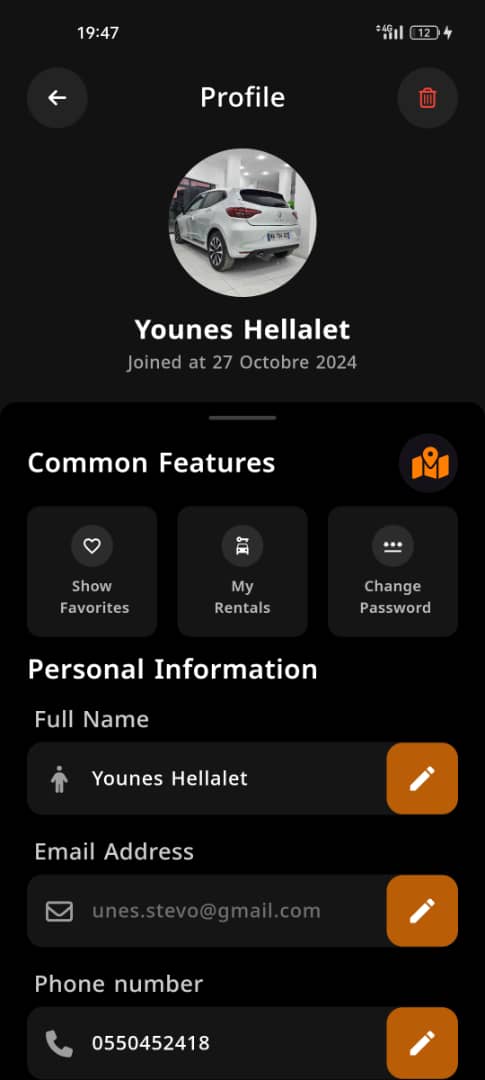 19:47
4G
12
Profile
Younes Hellalet
Joined at 27 Octobre 2024
Common Features
Show
Favorites
My
Rentals
Change
Password
Personal Information
Full Name
Younes Hellalet
Email Address
unes.stevo@gmail.com
Phone number
0550452418